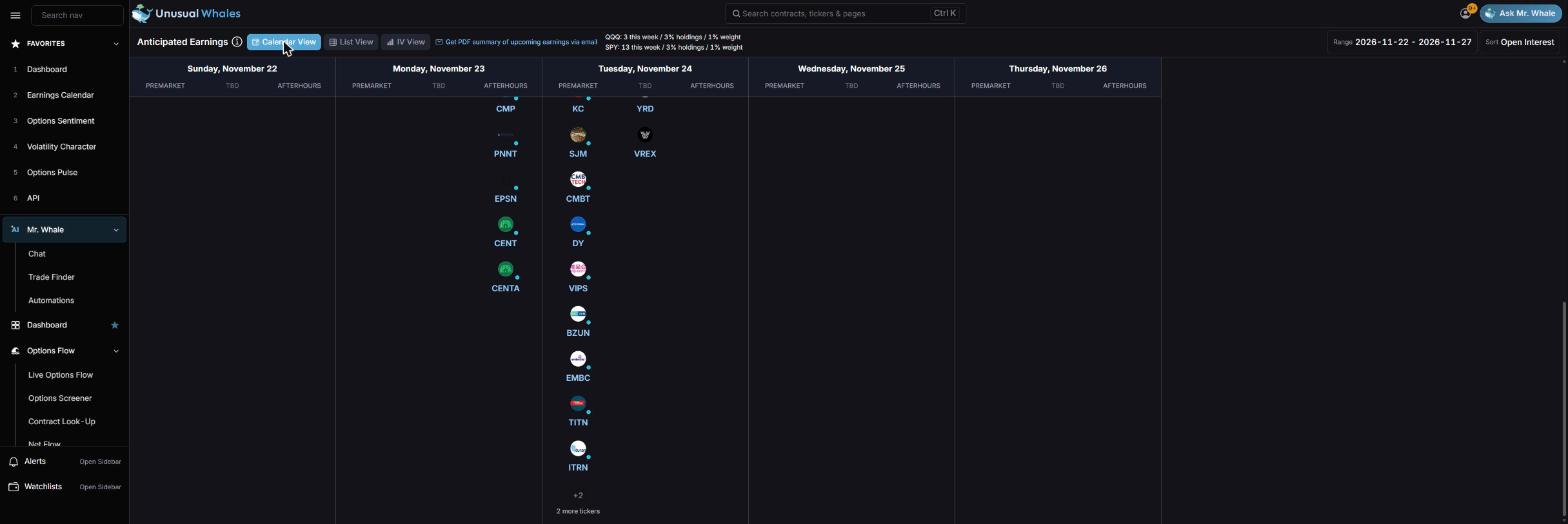 Search nav
Unusual Whales
Search contracts, tickers & pages
Ctrl K
9+
Ask Mr. Whale
FAVORITES
1 Dashboard
2 Earnings Calendar
3 Options Sentiment
4 Volatility Character
5 Options Pulse
6 API
AI Mr. Whale
Chat
Trade Finder
Automations
Dashboard
Options Flow
Live Options Flow
Options Screener
Contract Look-Up
Net Flow
Alerts Open Sidebar
Watchlists Open Sidebar
Anticipated Earnings
Calendar View
List View
IV View
Get PDF summary of upcoming earnings via email
QQQ: 3 this week / 3% holdings / 1% weight
SPY: 13 this week / 3% holdings / 1% weight
Range 2026-11-22 - 2026-11-27
Sort Open Interest
Sunday, November 22
PREMARKET TBD AFTERHOURS
Monday, November 23
PREMARKET TBD AFTERHOURS
CMP
PNNT
EPSN
CENT
CENTA
Tuesday, November 24
PREMARKET TBD AFTERHOURS
KC YRD
SJM VREX
CMB
TECH
CMBT
DY
VIPS
BZUN
EMBC
TITN
ITRN
+2
2 more tickers
Wednesday, November 25
PREMARKET TBD AFTERHOURS
Thursday, November 26
PREMARKET TBD AFTERHOURS